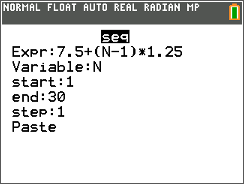 NORMAL FLOAT AUTO REAL RADIAN MP
seq
Expr:7.5+(N-1)*1.25
Variable:N
start:1
end:30
step:1
Paste